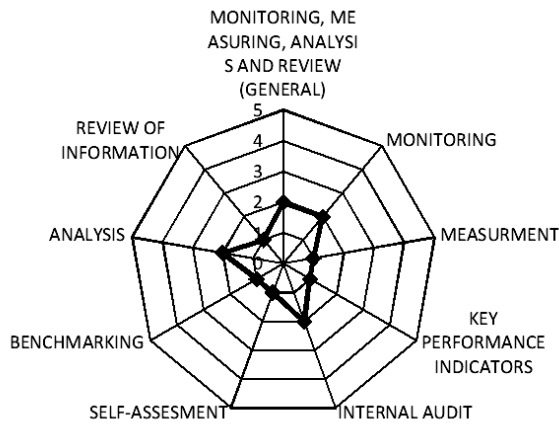 MONITORING, ME
ASURING, ANALYSI
S AND REVIEW
(GENERAL)
5
4
3
2
1
0
MONITORING
MEASURMENT
KEY
PERFORMANCE
INDICATORS
INTERNAL AUDIT
SELF-ASSESMENT
BENCHMARKING
ANALYSIS
REVIEW OF
INFORMATION